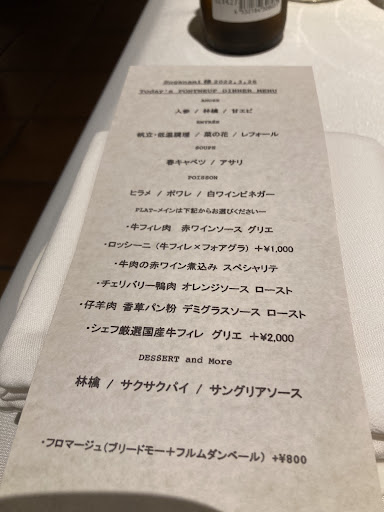 Today's PONTNEUF DINNER MENU
人参 / 林檎 / 甘エビ
帆立・低温調理 / 菜の花 / レフォール
SOUPE
春キャベツ / アサリ
POISSON
ヒラメ / ポワレ / 白ワインビネガー
PLAT-メインは下記からお選びください-
・牛フィレ肉 赤ワインソース グリエ
・ロッシーニ (牛フィレ×フォアグラ) +¥1,000
・牛肉の赤ワイン煮込み スペシャリテ
・チェリバリー鴨肉 オレンジソース ロースト
・仔羊肉 香草パン粉 デミグラスソース ロースト
・シェフ厳選国産牛フィレ グリエ +¥2,000
DESSERT and More
林檎 / サクサクパイ / サングリアソース
・フロマージュ(ブリードモー+フルムダンベール) +¥800